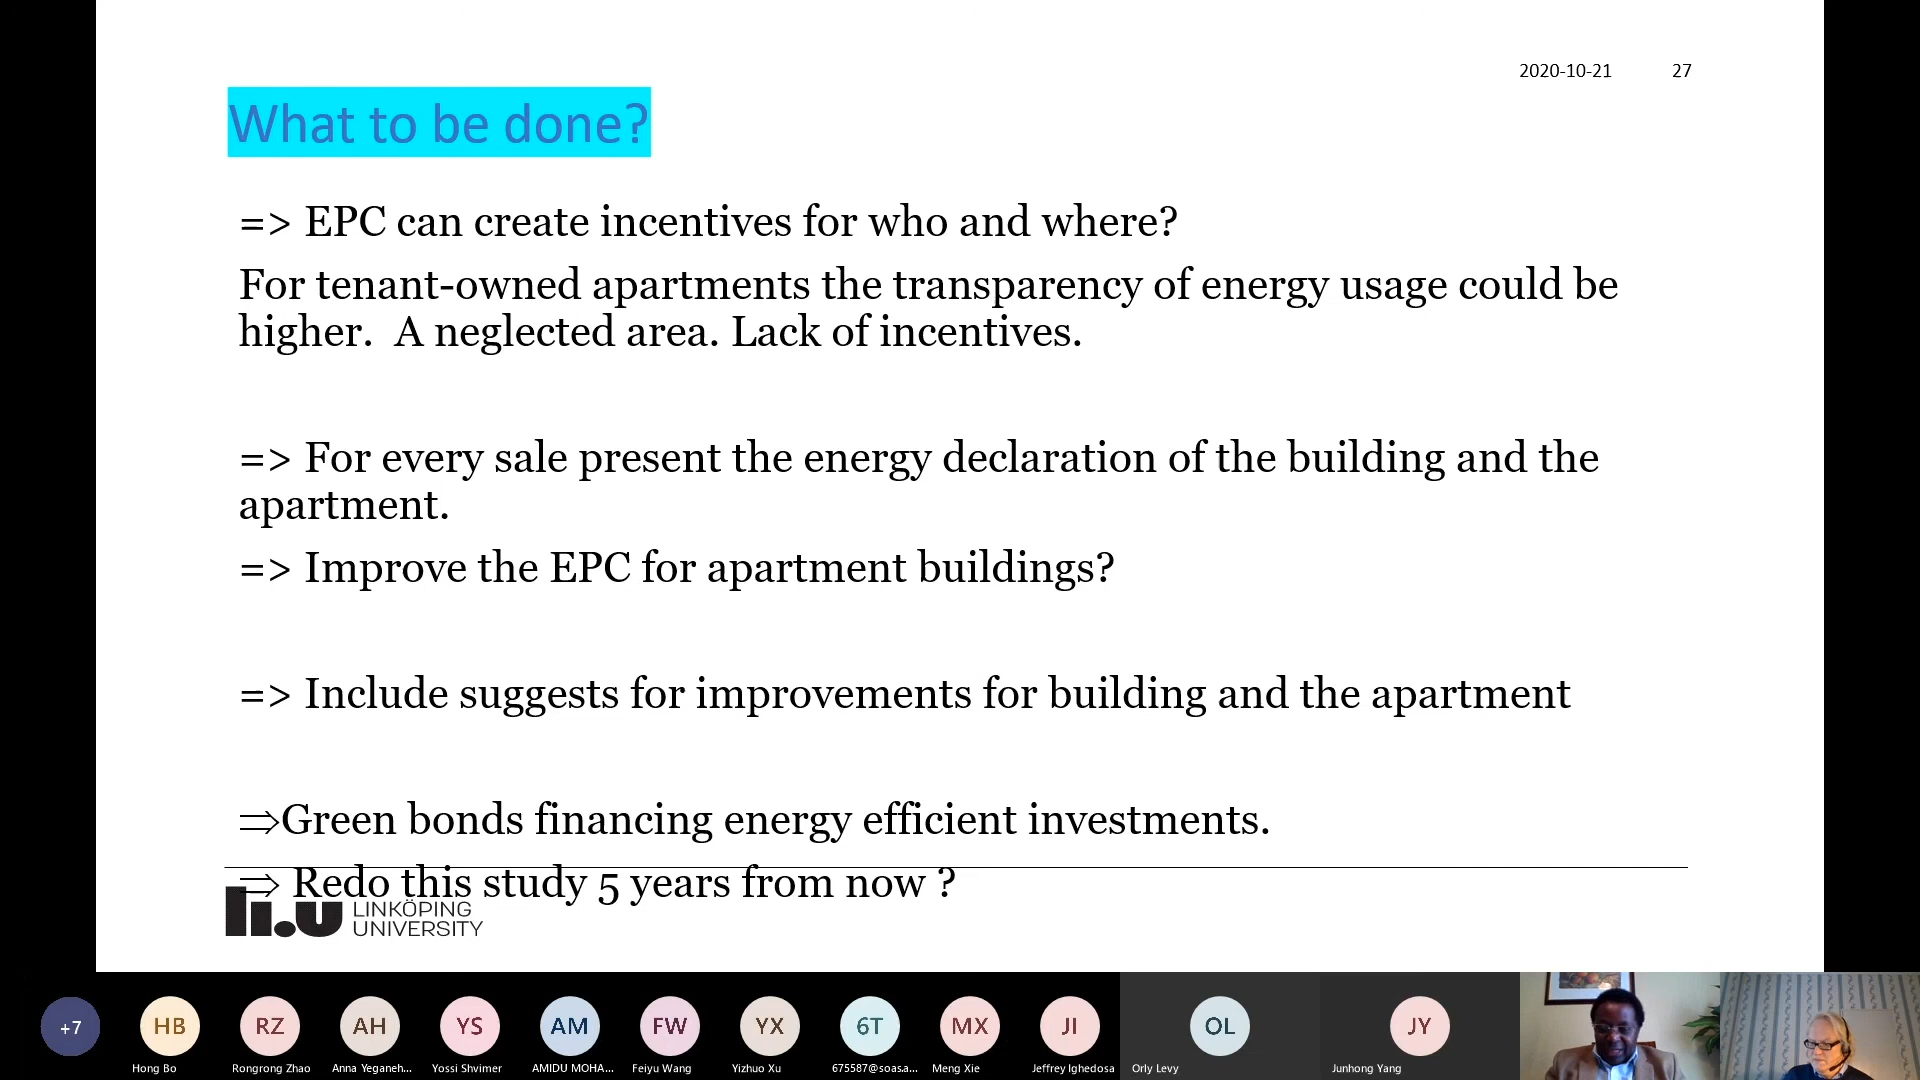 2020-10-21 27
What to be done?
=> EPC can create incentives for who and where?
For tenant-owned apartments the transparency of energy usage could be
higher.  A neglected area. Lack of incentives.
=> For every sale present the energy declaration of the building and the
apartment.
=> Improve the EPC for apartment buildings?
=> Include suggests for improvements for building and the apartment
⇒Green bonds financing energy efficient investments.
⇒ Redo this study 5 years from now ?
li.u LINKÖPING
UNIVERSITY
+7 HB RZ AH YS AM FW YX 6T MX JI OL JY
Hong Bo Rongrong Zhao Anna Yeganeh... Yossi Shvimer AMIDU MOHA... Feiyu Wang Yizhuo Xu 675587@soas.a... Meng Xie Jeffrey Ighedosa Orly Levy Junhong Yang